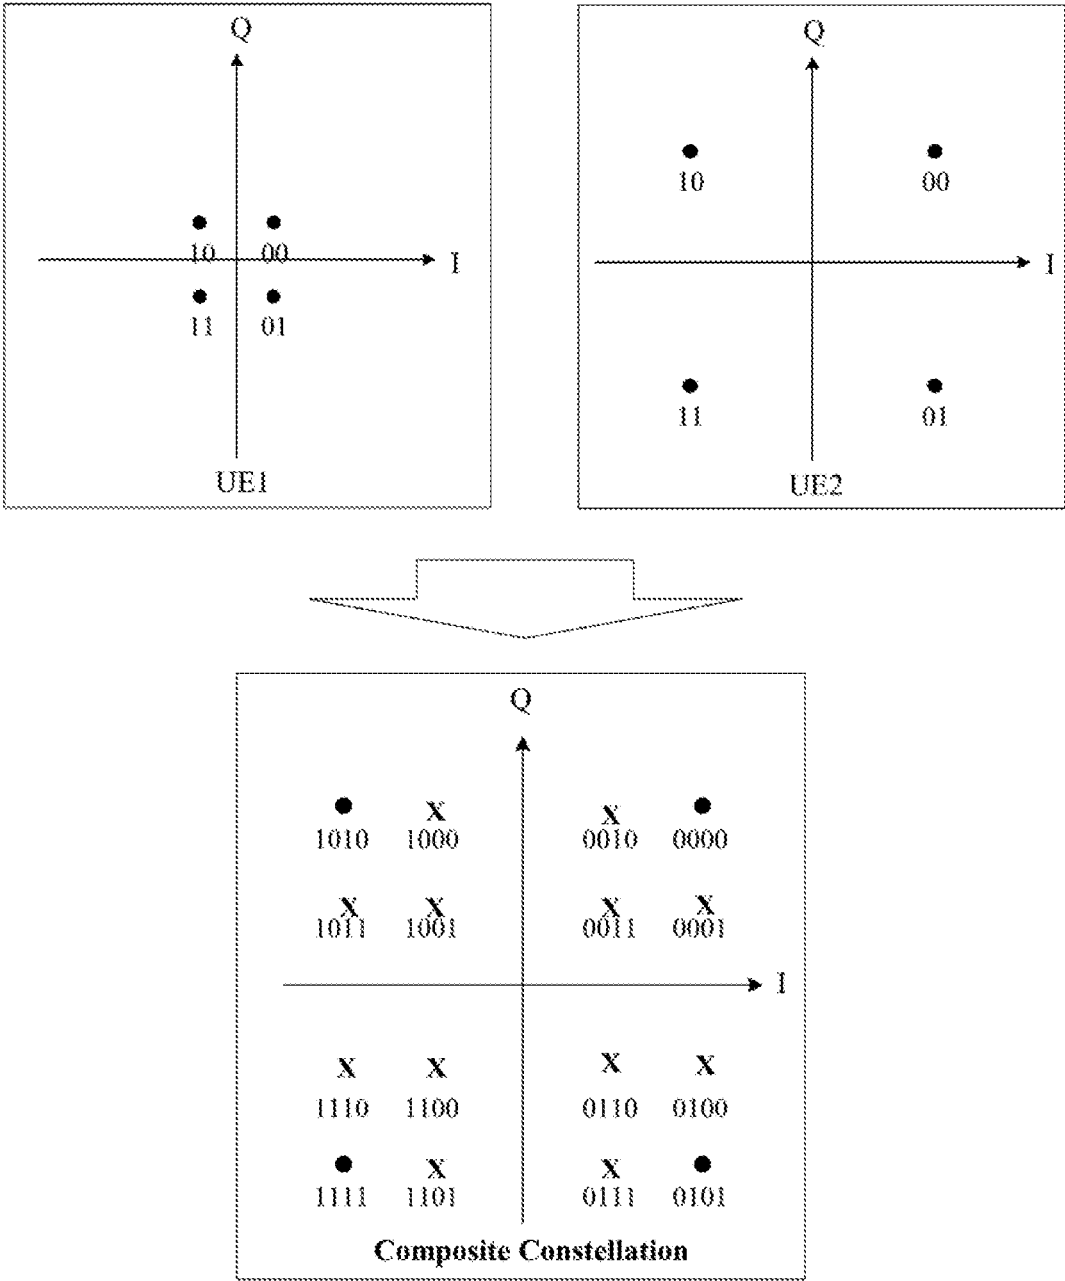 Q
10 00
I
11 01
UE1
Q
10 00
I
11 01
UE2
Q
X X
1010 1000 0010 0000
X X X X
1011 1001 0011 0001
I
X X X X
1110 1100 0110 0100
X X
1111 1101 0111 0101
Composite Constellation